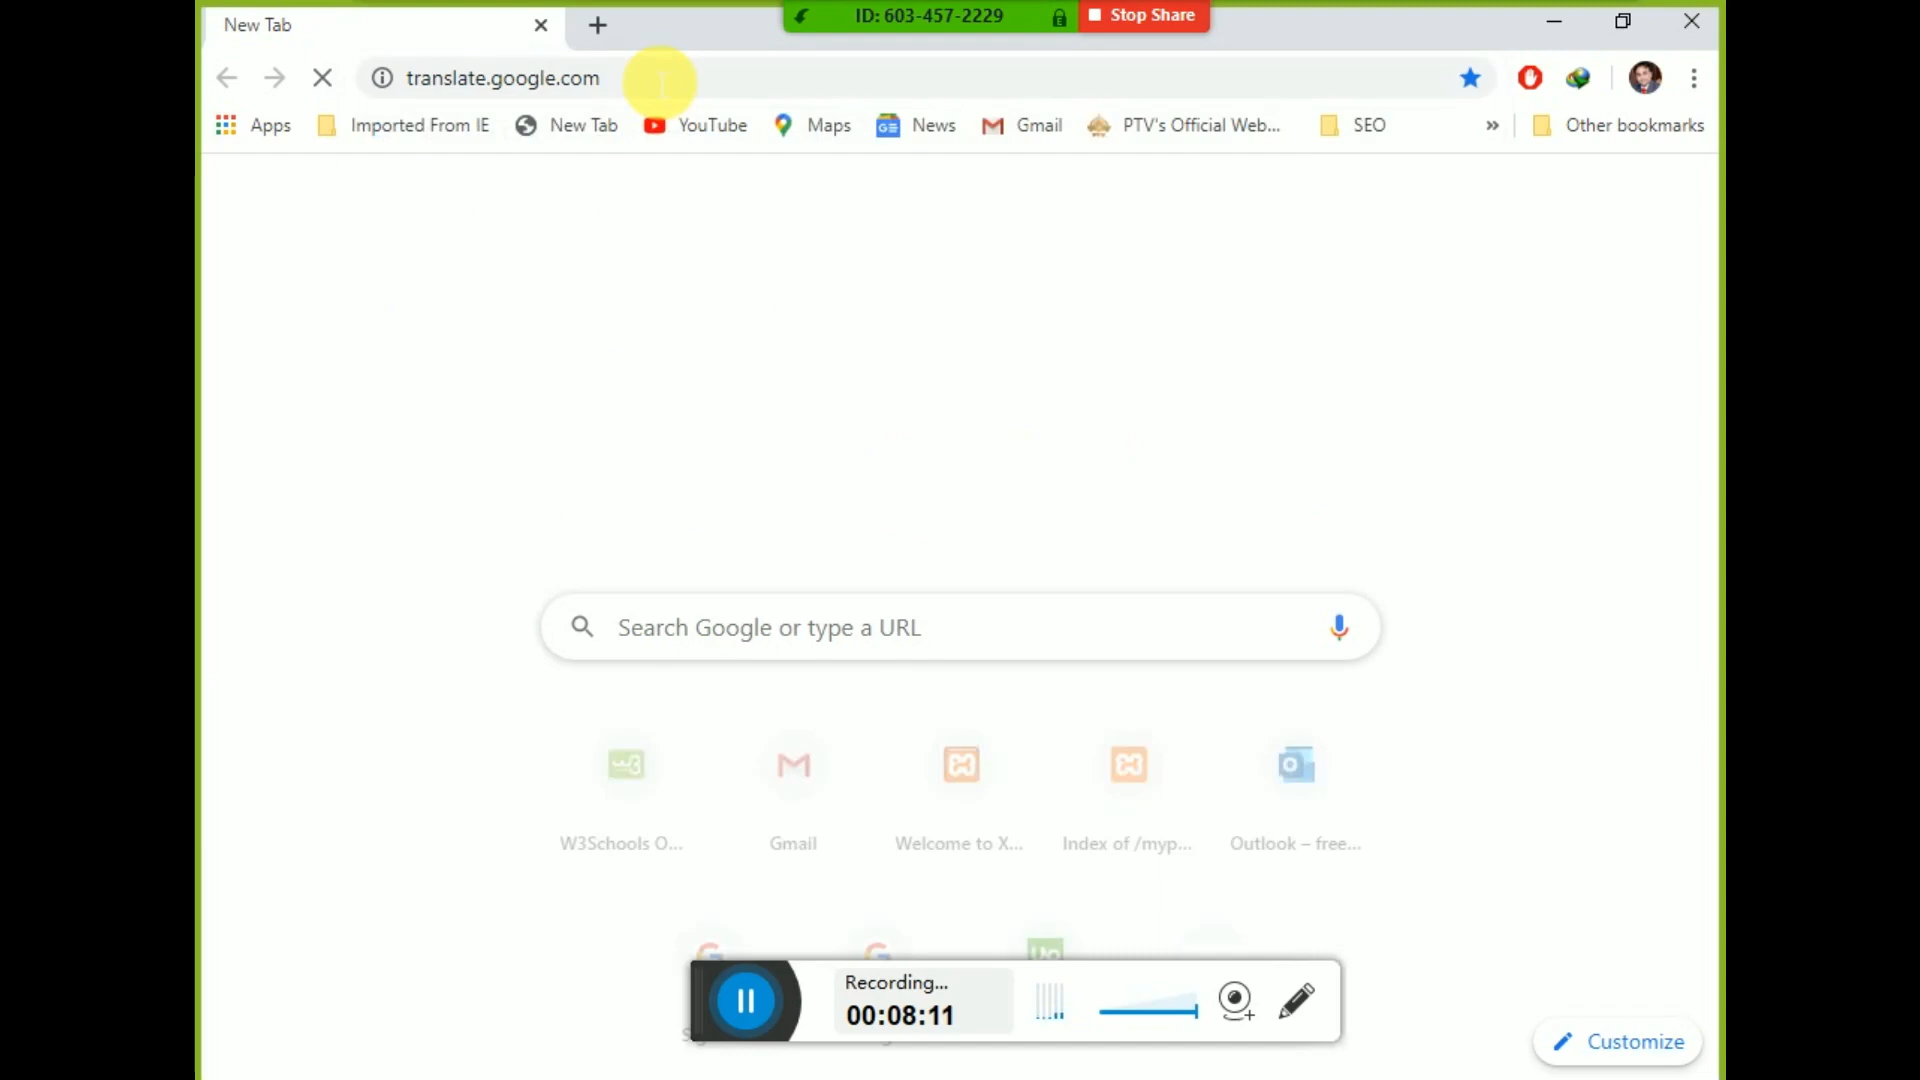 New Tab
ID: 603-457-2229
Stop Share
translate.google.com
Apps
Imported From IE
New Tab
YouTube
Maps
News
Gmail
PTV's Official Web...
SEO
»
Other bookmarks
Search Google or type a URL
W3Schools O...
Gmail
Welcome to X...
Index of /myp...
Outlook – free...
Recording...
00:08:11
Customize